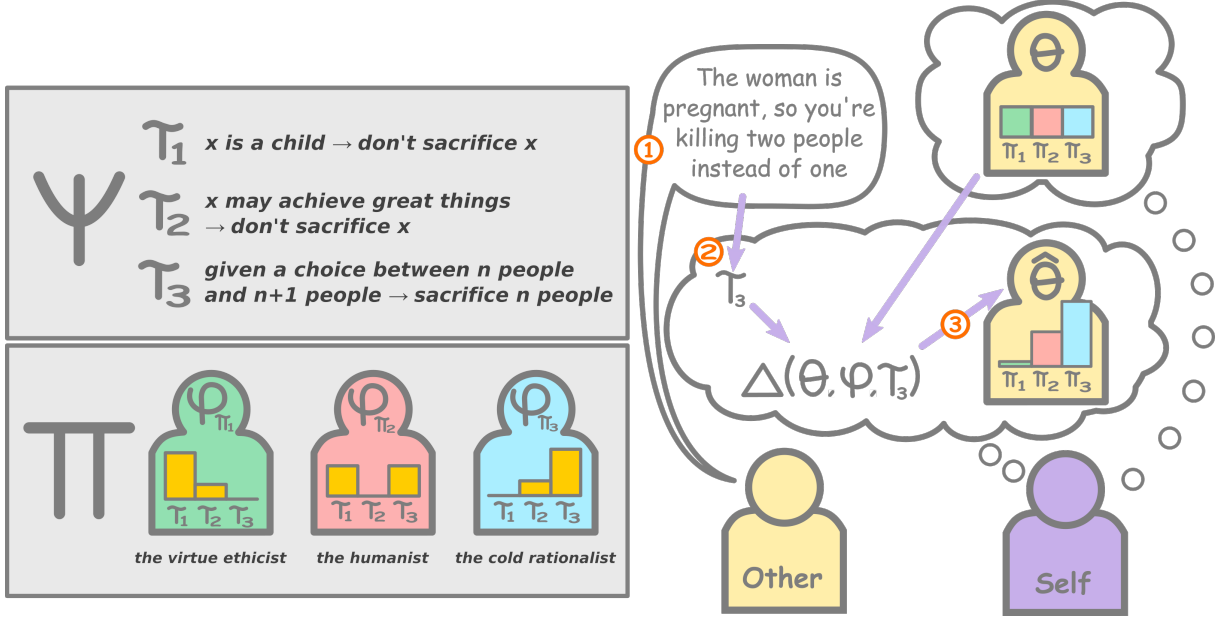 Ψ
τ1 x is a child → don't sacrifice x
τ2 x may achieve great things
→ don't sacrifice x
τ3 given a choice between n people
and n+1 people → sacrifice n people
Π
φπ1
τ1 τ2 τ3
the virtue ethicist
φπ2
τ1 τ2 τ3
the humanist
φπ3
τ1 τ2 τ3
the cold rationalist
1
The woman is
pregnant, so you're
killing two people
instead of one
θ
π1 π2 π3
2
τ3
Δ(θ, φ, τ3)
3
θ̂
π1 π2 π3
Other
Self